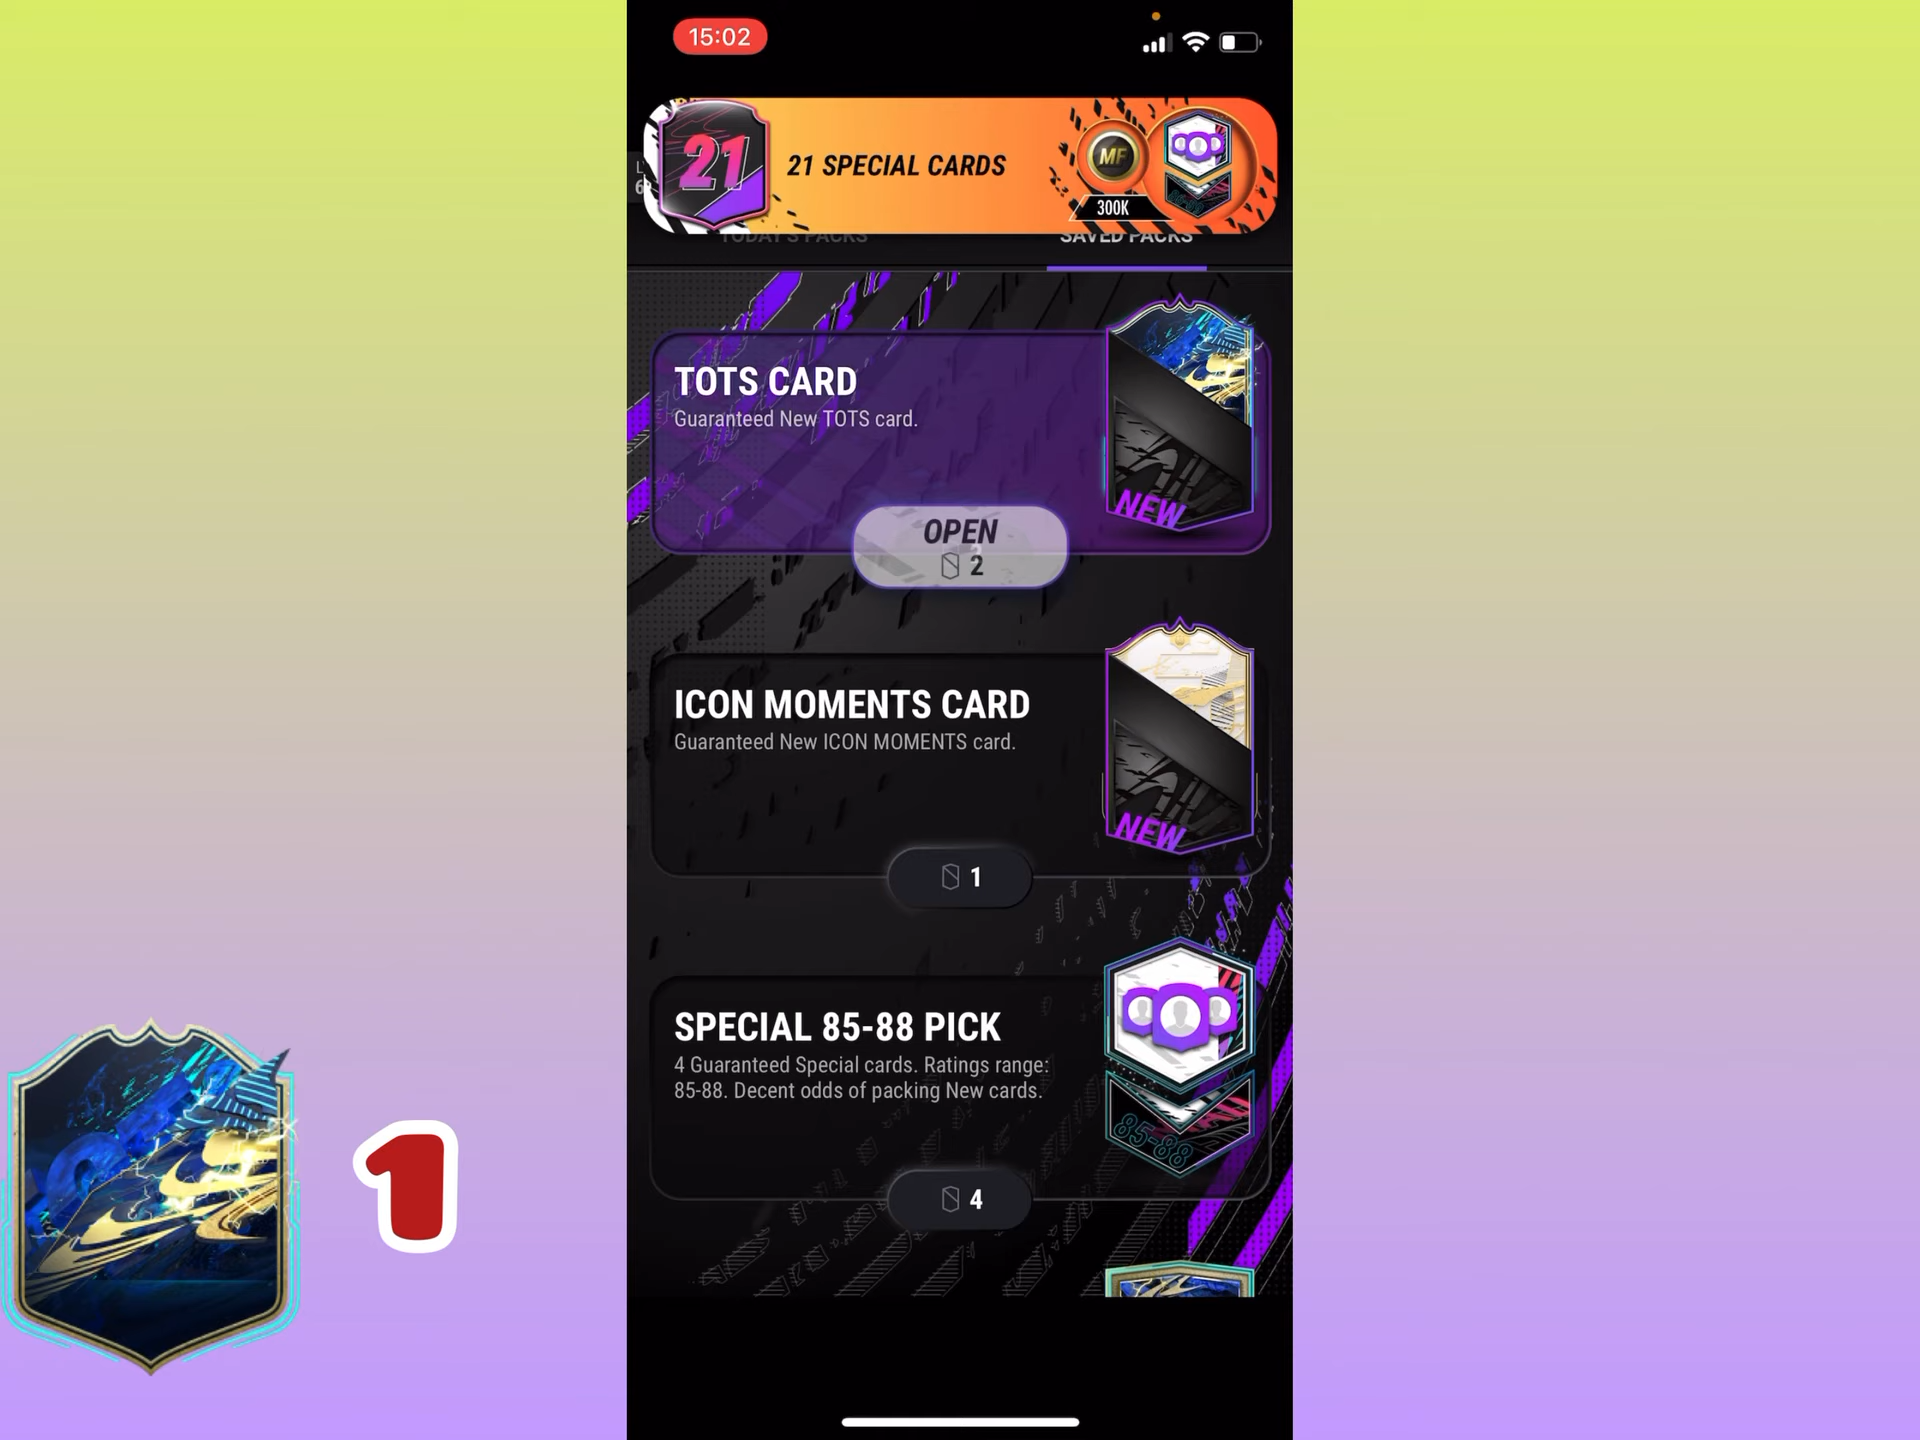 15:02
21
21 SPECIAL CARDS
MF
300K
TODAY'S PACKS
SAVED PACKS
TOTS CARD
Guaranteed New TOTS card.
NEW
OPEN
2
ICON MOMENTS CARD
Guaranteed New ICON MOMENTS card.
NEW
1
SPECIAL 85-88 PICK
4 Guaranteed Special cards. Ratings range:
85-88. Decent odds of packing New cards.
85-88
4
1